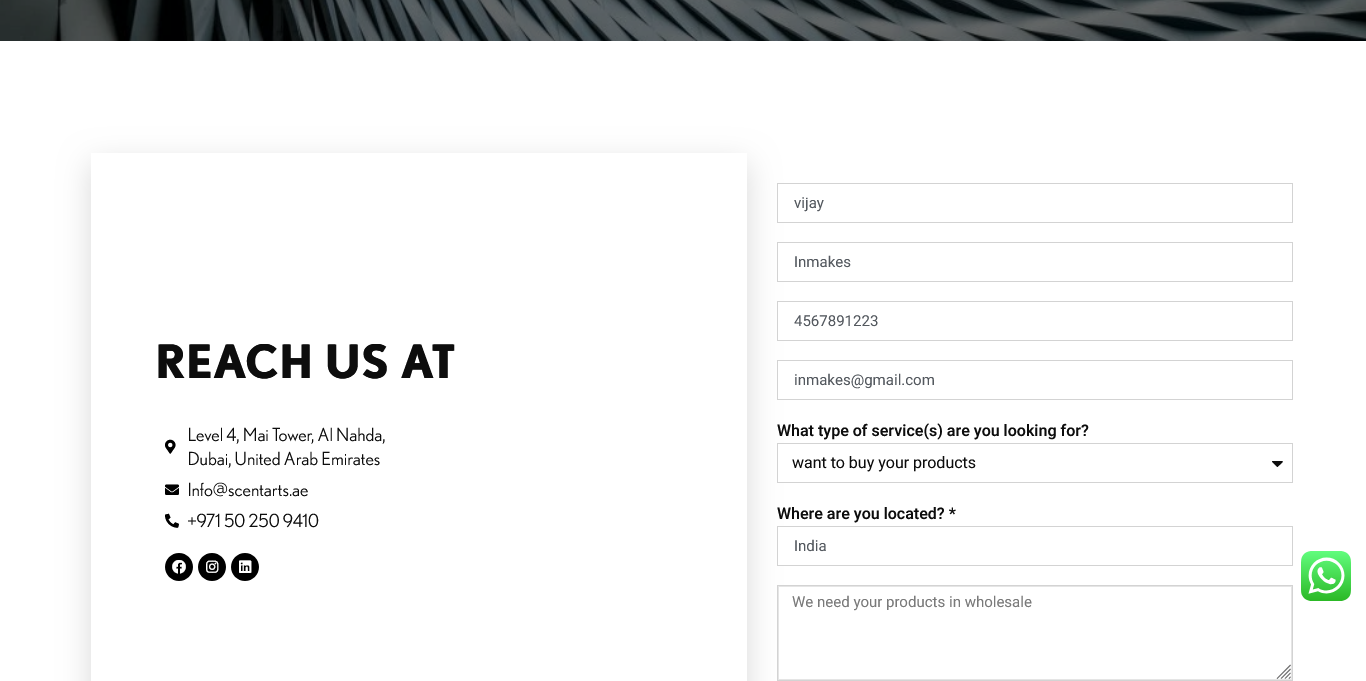 REACH US AT
Level 4, Mai Tower, Al Nahda,
Dubai, United Arab Emirates
Info@scentarts.ae
+971 50 250 9410
vijay
Inmakes
4567891223
inmakes@gmail.com
What type of service(s) are you looking for?
want to buy your products
Where are you located? *
India
We need your products in wholesale